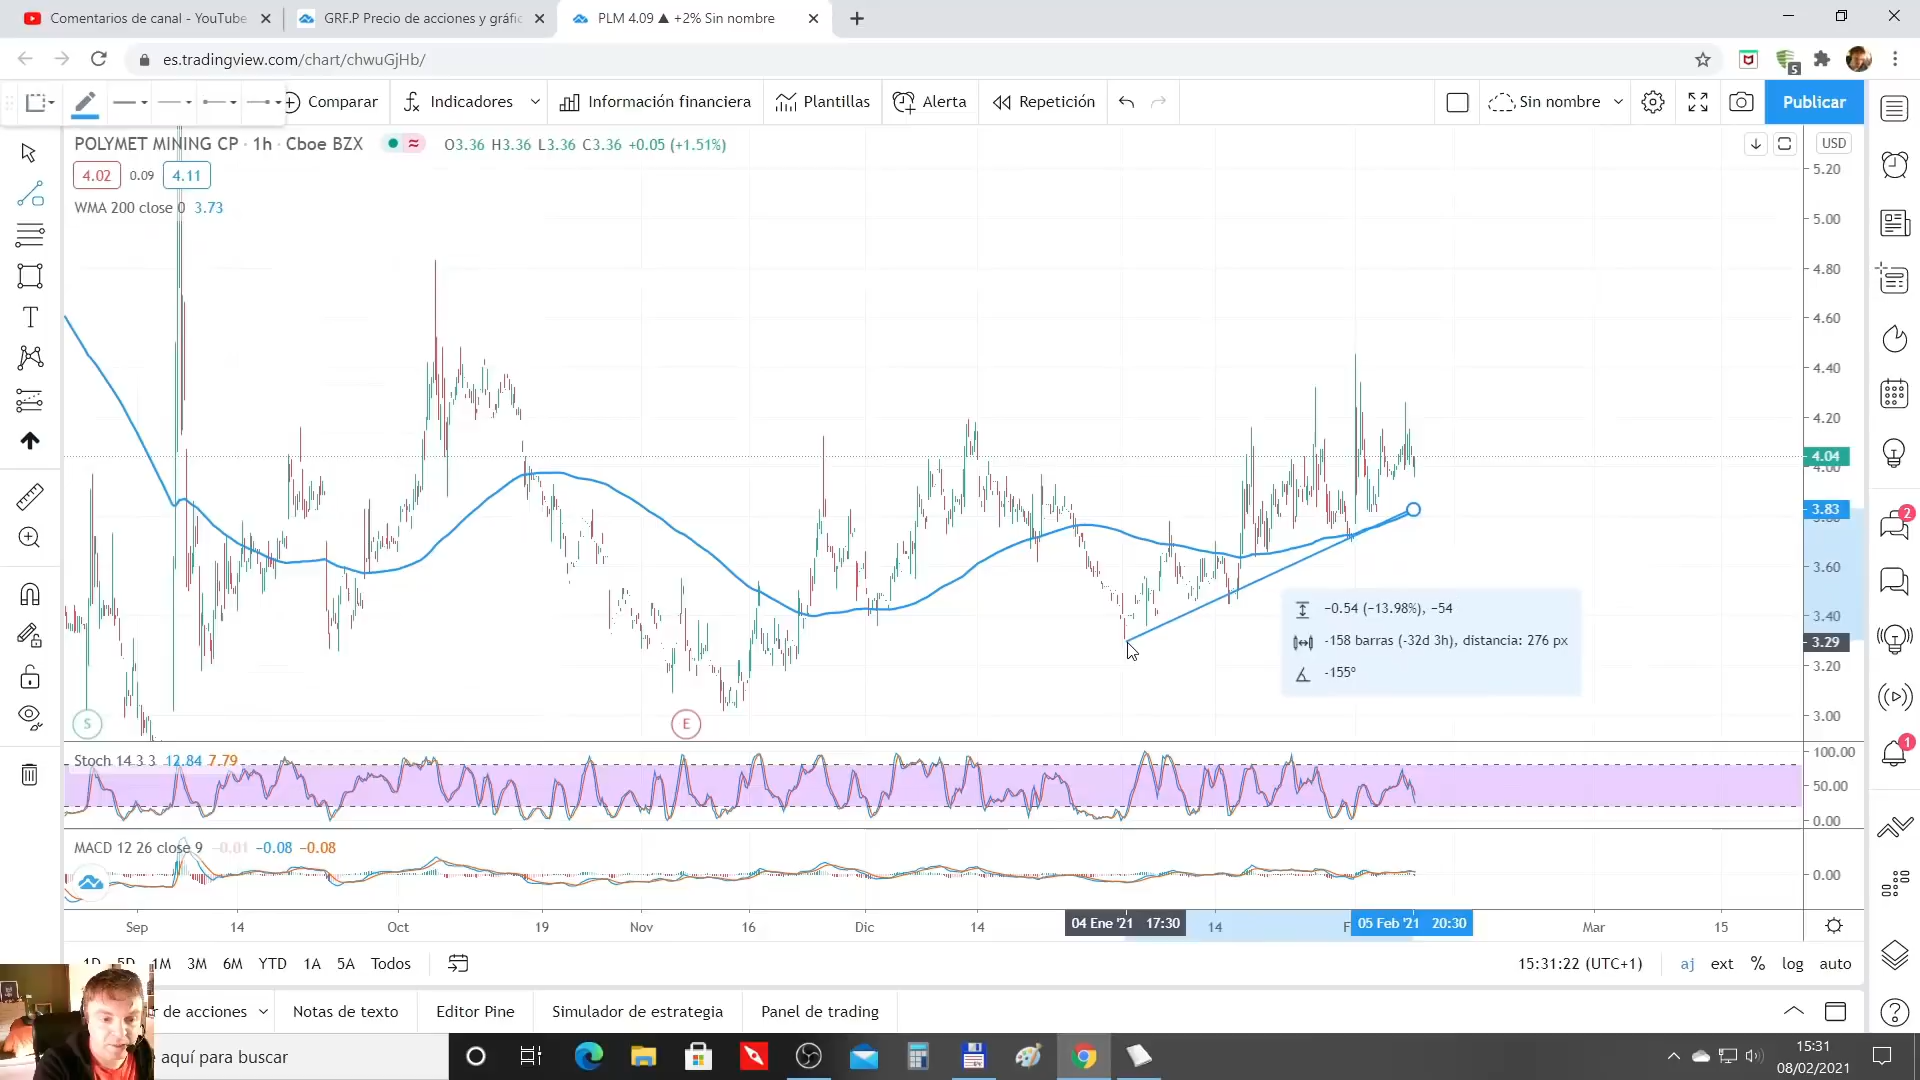 Comentarios de canal - YouTube
GRF.P Precio de acciones y gráfic
PLM 4.09 ▲ +2% Sin nombre
es.tradingview.com/chart/chwuGjHb/
S
Comparar
Indicadores
Información financiera
Plantillas
Alerta
Repetición
Sin nombre
Publicar
POLYMET MINING CP · 1h · Cboe BZX
O3.36 H3.36 L3.36 C3.36 +0.05 (+1.51%)
USD
4.02 0.09 4.11
WMA 200 close 0 3.73
5.20
5.00
4.80
4.60
4.40
4.20
4.04
4.00
3.83
3.60
3.40
3.29
3.20
3.00
−0.54 (−13.98%), −54
-158 barras (-32d 3h), distancia: 276 px
-155º
S
E
2
1
Stoch 14 3 3 12.84 7.79
100.00
50.00
0.00
MACD 12 26 close 9 −0.01 −0.08 −0.08
0.00
Sep 14 Oct 19 Nov 16 Dic 14 04 Ene '21 17:30 14 F 05 Feb '21 20:30 Mar 15
1D 5D 1M 3M 6M YTD 1A 5A Todos
15:31:22 (UTC+1) aj ext % log auto
de acciones
Notas de texto
Editor Pine
Simulador de estrategia
Panel de trading
aquí para buscar
15:31
08/02/2021